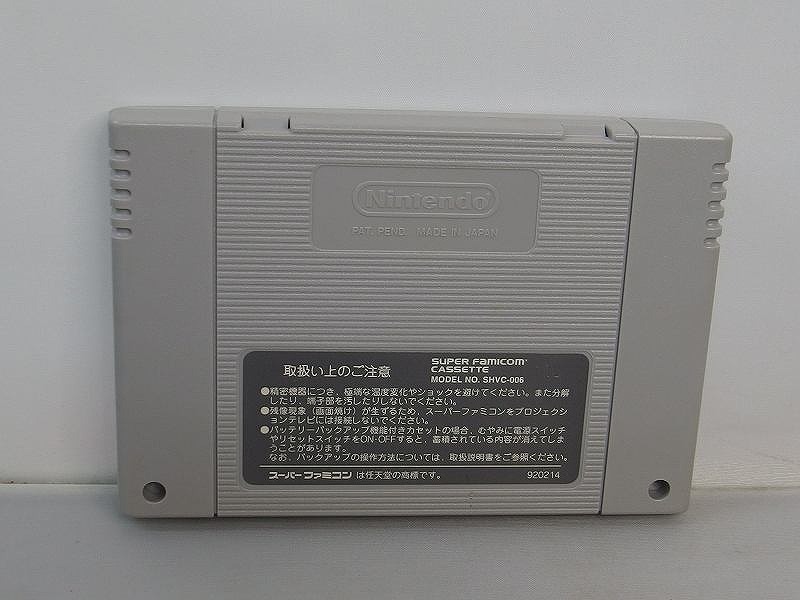 Nintendo
PAT. PEND. MADE IN JAPAN
取扱い上のご注意
SUPER FAMICOM
CASSETTE
MODEL NO. SHVC-006
●精密機器につき、極端な温度変化やショックを避けてください。また分解
したり、端子部を汚したりしないでください。
●残像現象（画面焼け）が生ずるため、スーパーファミコンをプロジェクシ
ョンテレビには接続しないでください。
●バッテリーバックアップ機能付きカセットの場合、むやみに電源スイッチ
やリセットスイッチをON-OFFすると、蓄積されている内容が消えてしま
うことがあります。
なお、バックアップの操作方法については、取扱説明書をご参照ください。
スーパーファミコンは任天堂の商標です。 920214